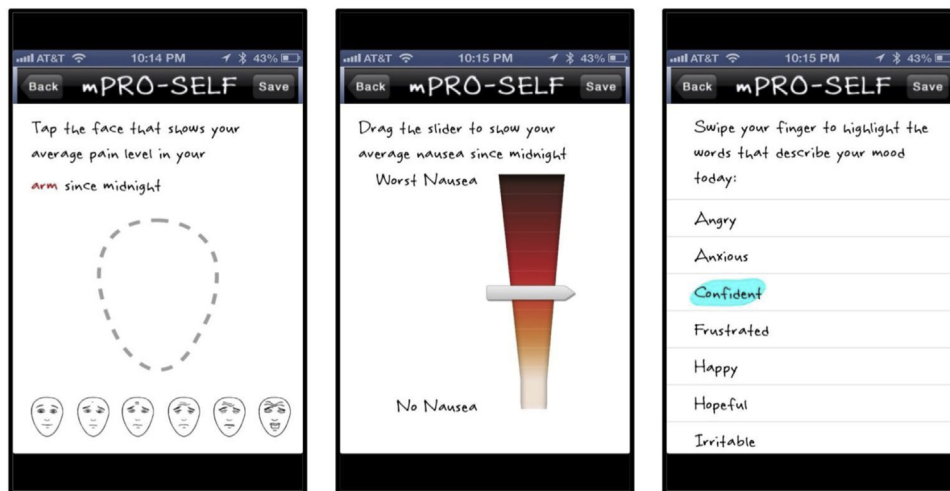 AT&T 10:14 PM 43%
Back mPRO-SELF Save
Tap the face that shows your
average pain level in your
arm since midnight
AT&T 10:15 PM 43%
Back mPRO-SELF Save
Drag the slider to show your
average nausea since midnight
Worst Nausea
No Nausea
AT&T 10:15 PM 43%
Back mPRO-SELF Save
Swipe your finger to highlight the
words that describe your mood
today:
Angry
Anxious
Confident
Frustrated
Happy
Hopeful
Irritable